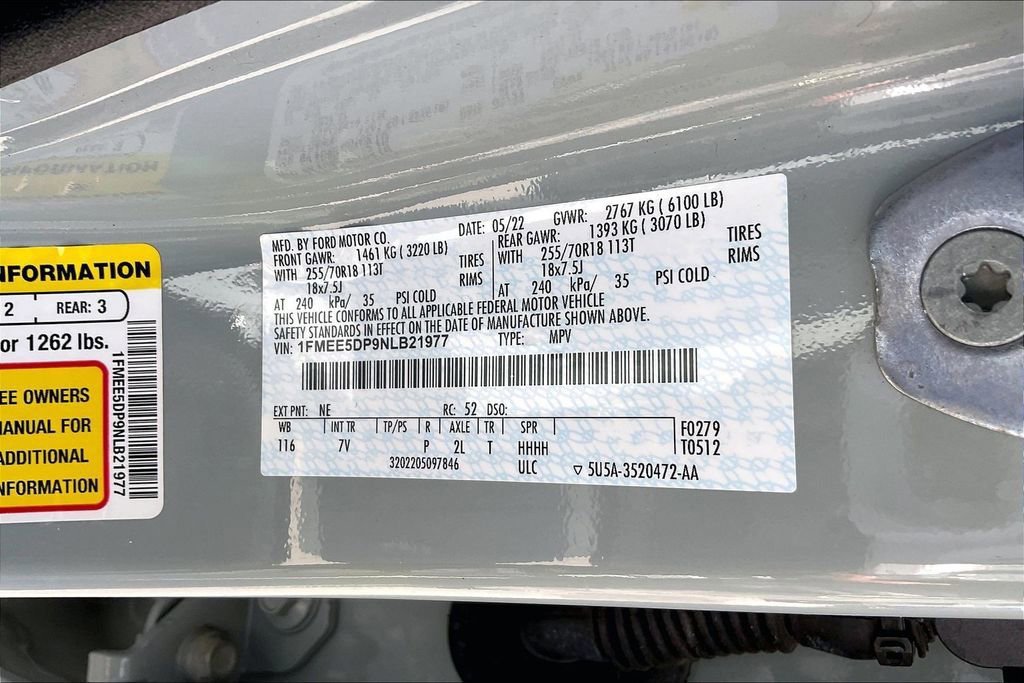 NFORMATION
2 REAR: 3
or 1262 lbs.
EE OWNERS
MANUAL FOR
ADDITIONAL
NFORMATION
1FMEE5DP9NLB21977
MFD. BY FORD MOTOR CO. DATE: 05/22 GVWR: 2767 KG ( 6100 LB)
FRONT GAWR: 1461 KG ( 3220 LB) REAR GAWR: 1393 KG ( 3070 LB)
WITH 255/70R18 113T TIRES WITH 255/70R18 113T TIRES
18x7.5J RIMS 18x7.5J RIMS
AT 240 kPa/ 35 PSI COLD AT 240 kPa/ 35 PSI COLD
THIS VEHICLE CONFORMS TO ALL APPLICABLE FEDERAL MOTOR VEHICLE
SAFETY STANDARDS IN EFFECT ON THE DATE OF MANUFACTURE SHOWN ABOVE.
VIN: 1FMEE5DP9NLB21977 TYPE: MPV
EXT PNT: NE RC: 52 DSO:
WB INT TR TP/PS R AXLE TR SPR F0279
116 7V P 2L T HHHH T0512
3202205097846 ULC ▽ 5U5A-3520472-AA